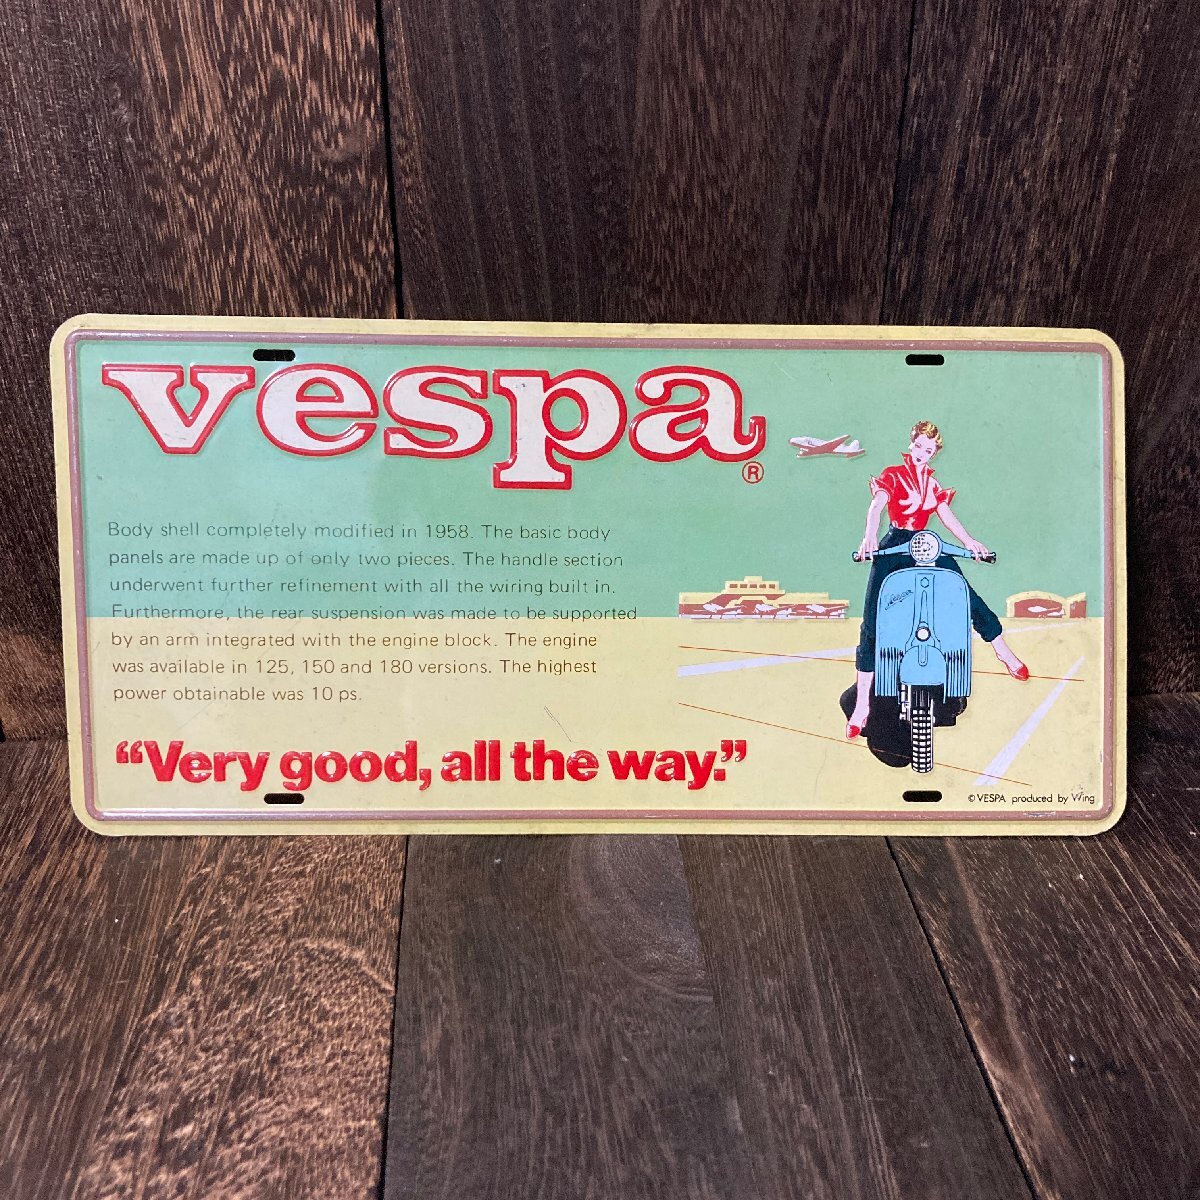 vespa®
Body shell completely modified in 1958. The basic body
panels are made up of only two pieces. The handle section
underwent further refinement with all the wiring built in.
Furthermore, the rear suspension was made to be supported
by an arm integrated with the engine block. The engine
was available in 125, 150 and 180 versions. The highest
power obtainable was 10 ps.
Vespa
“Very good, all the way.”
© VESPA produced by Wing